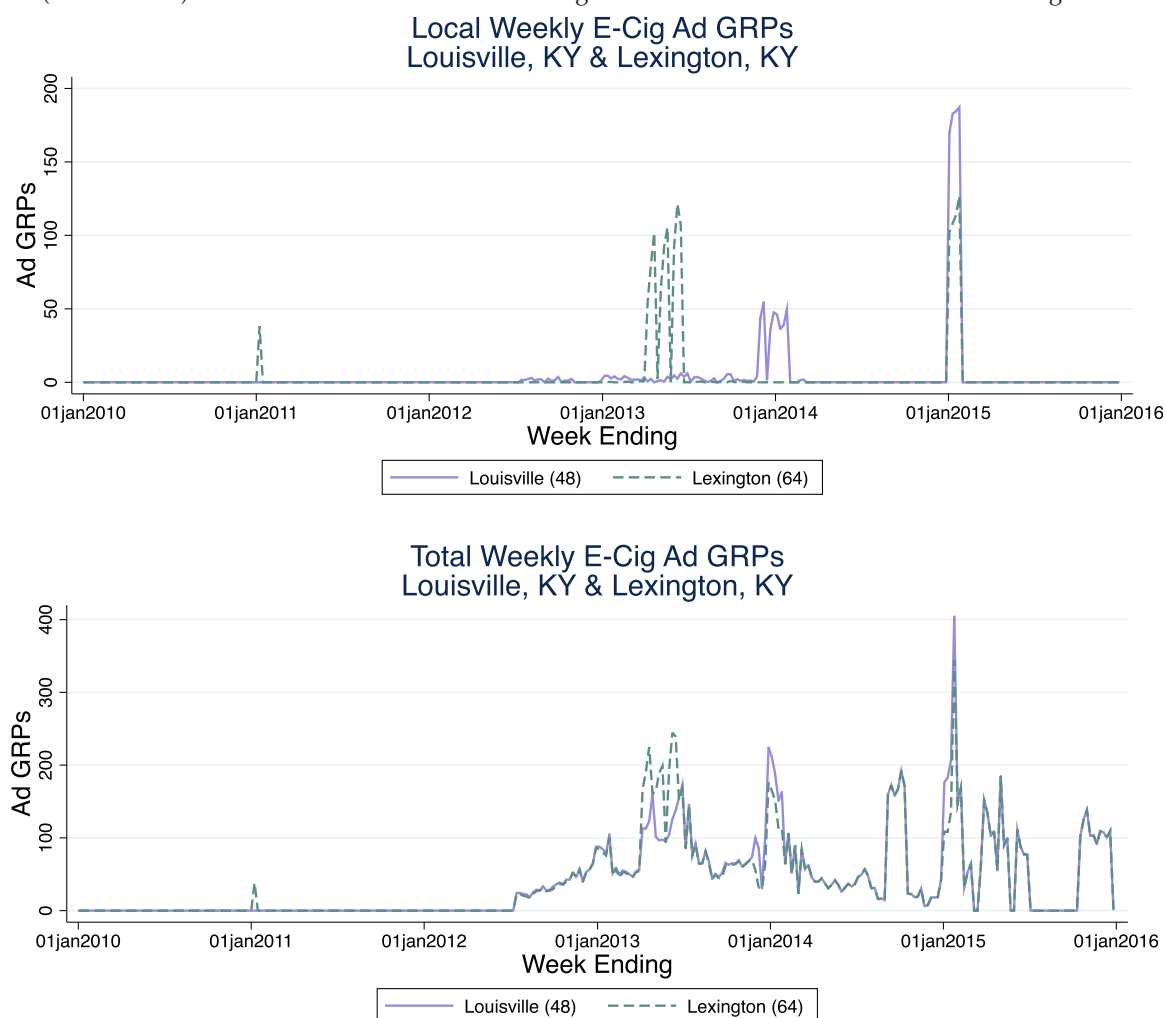 Local Weekly E-Cig Ad GRPs
Louisville, KY & Lexington, KY
Ad GRPs
200
150
100
50
0
01jan2010 01jan2011 01jan2012 01jan2013 01jan2014 01jan2015 01jan2016
Week Ending
Louisville (48) Lexington (64)
Total Weekly E-Cig Ad GRPs
Louisville, KY & Lexington, KY
Ad GRPs
400
300
200
100
0
01jan2010 01jan2011 01jan2012 01jan2013 01jan2014 01jan2015 01jan2016
Week Ending
Louisville (48) Lexington (64)